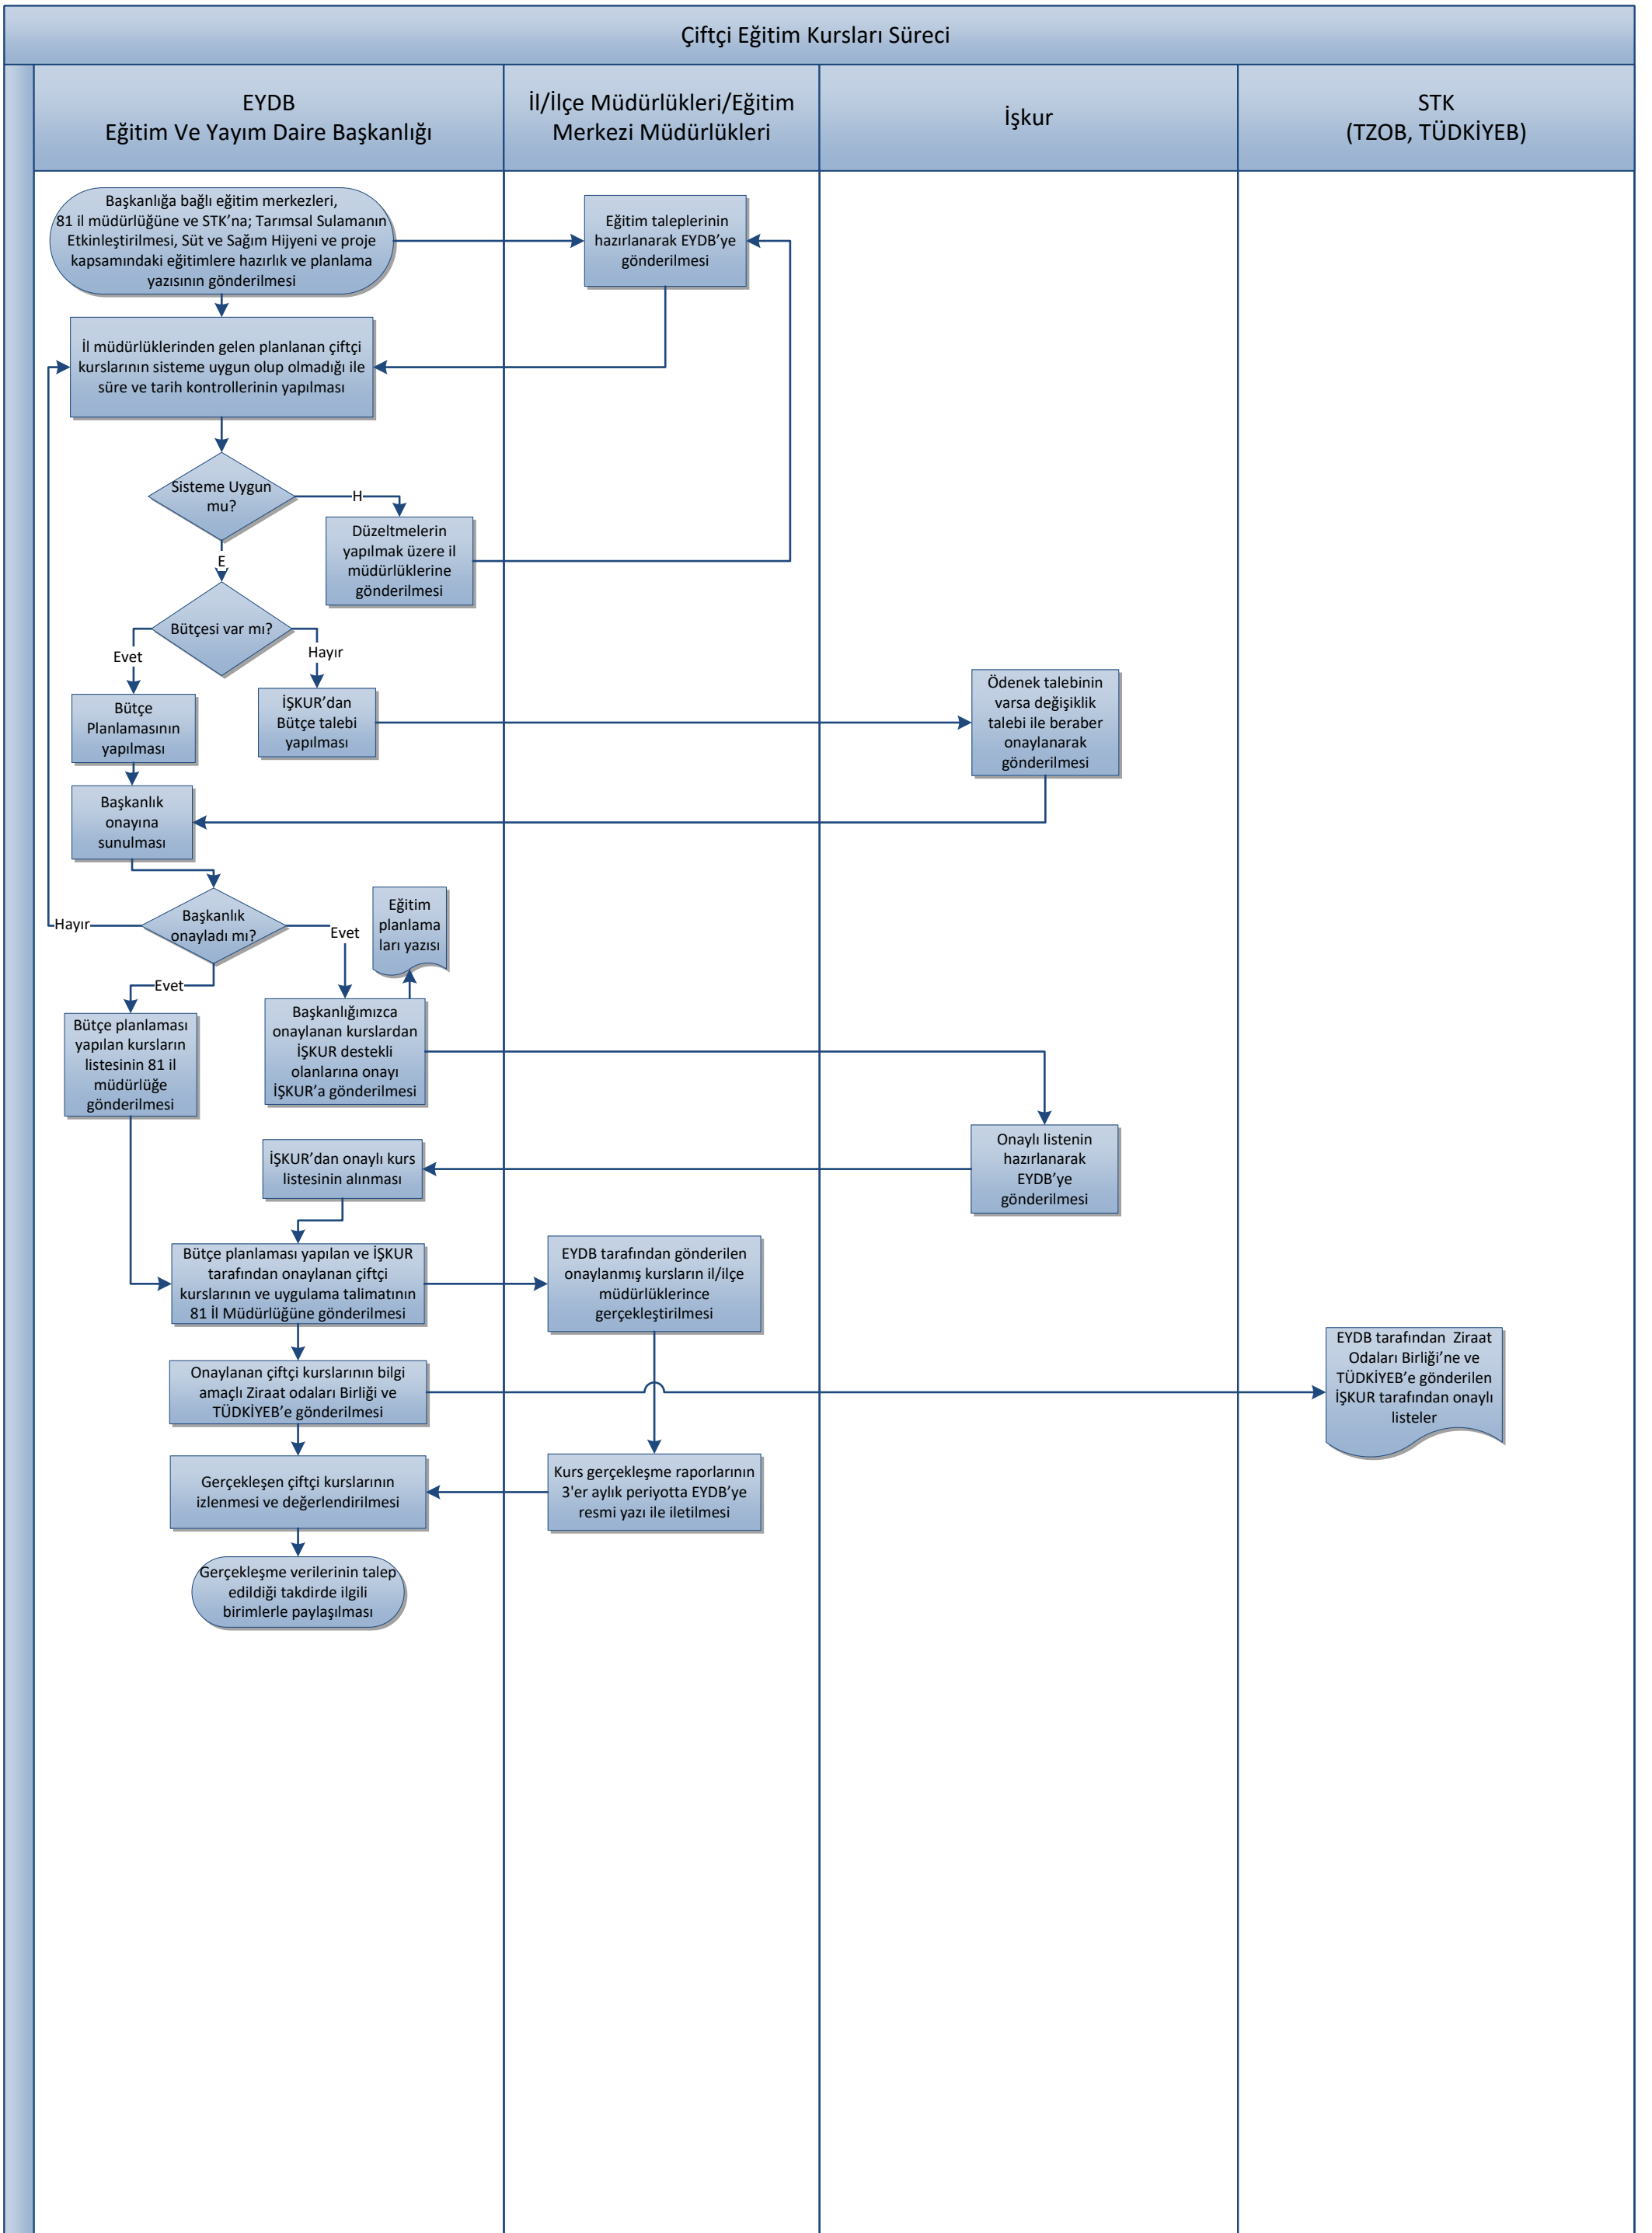 Çiftçi Eğitim Kursları Süreci
EYDB
Eğitim Ve Yayım Daire Başkanlığı
İl/İlçe Müdürlükleri/Eğitim
Merkezi Müdürlükleri
İşkur
STK
(TZOB, TÜDKİYEB)
Başkanlığa bağlı eğitim merkezleri,
81 il müdürlüğüne ve STK’na; Tarımsal Sulamanın
Etkinleştirilmesi, Süt ve Sağım Hijyeni ve proje
kapsamındaki eğitimlere hazırlık ve planlama
yazısının gönderilmesi
Eğitim taleplerinin
hazırlanarak EYDB’ye
gönderilmesi
İl müdürlüklerinden gelen planlanan çiftçi
kurslarının sisteme uygun olup olmadığı ile
süre ve tarih kontrollerinin yapılması
Sisteme Uygun
mu?
H
Düzeltmelerin
yapılmak üzere il
müdürlüklerine
gönderilmesi
E
Bütçesi var mı?
Evet
Hayır
Bütçe
Planlamasının
yapılması
İŞKUR’dan
Bütçe talebi
yapılması
Ödenek talebinin
varsa değişiklik
talebi ile beraber
onaylanarak
gönderilmesi
Başkanlık
onayına
sunulması
Başkanlık
onayladı mı?
Hayır
Evet
Eğitim
planlama
ları yazısı
Evet
Bütçe planlaması
yapılan kursların
listesinin 81 il
müdürlüğe
gönderilmesi
Başkanlığımızca
onaylanan kurslardan
İŞKUR destekli
olanlarına onayı
İŞKUR’a gönderilmesi
Onaylı listenin
hazırlanarak
EYDB’ye
gönderilmesi
İŞKUR’dan onaylı kurs
listesinin alınması
Bütçe planlaması yapılan ve İŞKUR
tarafından onaylanan çiftçi
kurslarının ve uygulama talimatının
81 İl Müdürlüğüne gönderilmesi
EYDB tarafından gönderilen
onaylanmış kursların il/ilçe
müdürlüklerince
gerçekleştirilmesi
Onaylanan çiftçi kurslarının bilgi
amaçlı Ziraat odaları Birliği ve
TÜDKİYEB’e gönderilmesi
EYDB tarafından  Ziraat
Odaları Birliği’ne ve
TÜDKİYEB’e gönderilen
İŞKUR tarafından onaylı
listeler
Gerçekleşen çiftçi kurslarının
izlenmesi ve değerlendirilmesi
Kurs gerçekleşme raporlarının
3'er aylık periyotta EYDB’ye
resmi yazı ile iletilmesi
Gerçekleşme verilerinin talep
edildiği takdirde ilgili
birimlerle paylaşılması